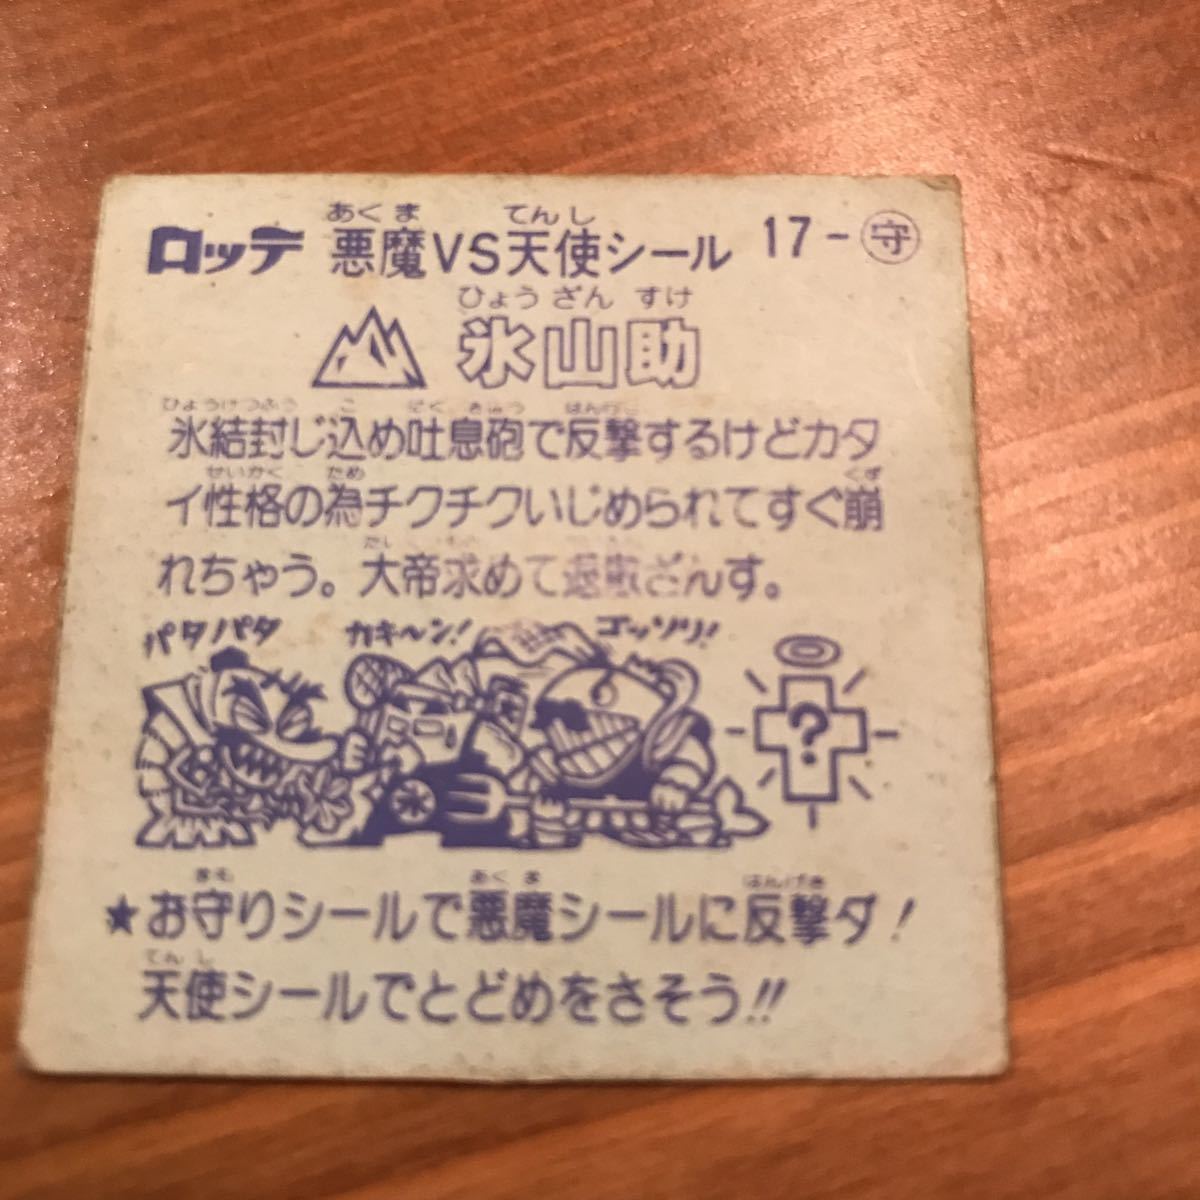 あくま てんし
ロッテ 悪魔VS天使シール 17-守
ひょうざんすけ
氷山助
ひょうけつふう こ はんげき
氷結封じ込め吐息砲で反撃するけどカタ
せいかく ため くず
イ性格の為チクチクいじめられてすぐ崩
れちゃう。大帝求めて退散ざんす。
パタパタ カキ〜ン! ゴッソリ!
氷 ?
まも あくま はんげき
★お守りシールで悪魔シールに反撃ダ!
てんし
天使シールでとどめをさそう!!